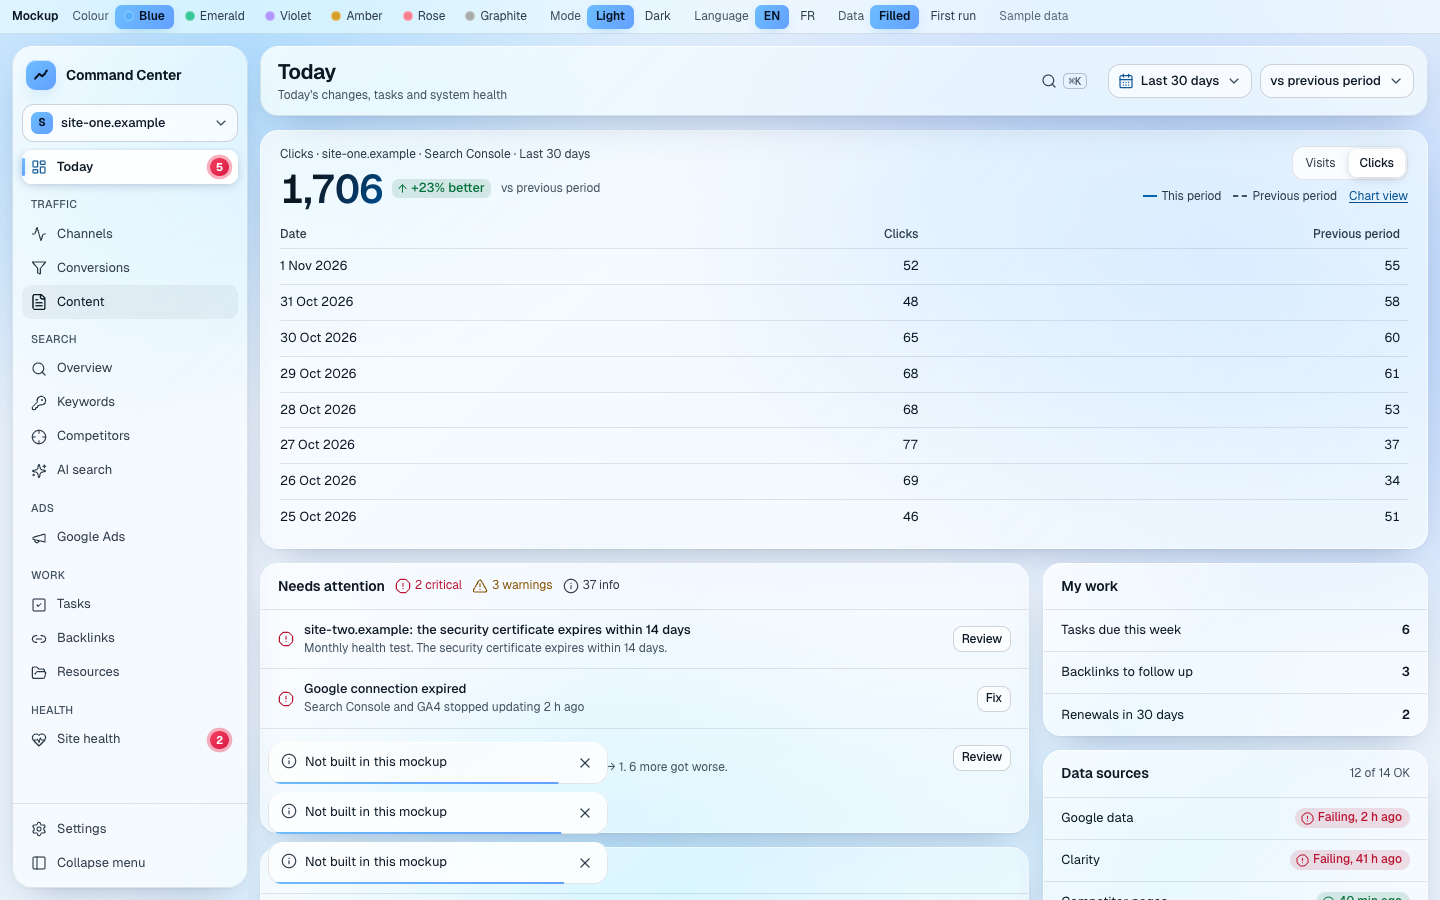 Mockup Colour Blue Emerald Violet Amber Rose Graphite Mode Light Dark Language EN FR Data Filled First run Sample data
Command Center
S site-one.example
Today 5
TRAFFIC
Channels
Conversions
Content
SEARCH
Overview
Keywords
Competitors
AI search
ADS
Google Ads
WORK
Tasks
Backlinks
Resources
HEALTH
Site health 2
Settings
Collapse menu
Today
Today's changes, tasks and system health
⌘K Last 30 days vs previous period
Clicks · site-one.example · Search Console · Last 30 days
Visits Clicks
1,706 ↑ +23% better vs previous period
This period Previous period Chart view
Date Clicks Previous period
1 Nov 2026 52 55
31 Oct 2026 48 58
30 Oct 2026 65 60
29 Oct 2026 68 61
28 Oct 2026 68 53
27 Oct 2026 77 37
26 Oct 2026 69 34
25 Oct 2026 46 51
Needs attention 2 critical 3 warnings 37 info
site-two.example: the security certificate expires within 14 days
Monthly health test. The security certificate expires within 14 days.
Review
Google connection expired
Search Console and GA4 stopped updating 2 h ago
Fix
→ 1. 6 more got worse.
Review
Not built in this mockup
Not built in this mockup
Not built in this mockup
My work
Tasks due this week 6
Backlinks to follow up 3
Renewals in 30 days 2
Data sources 12 of 14 OK
Google data Failing, 2 h ago
Clarity Failing, 41 h ago